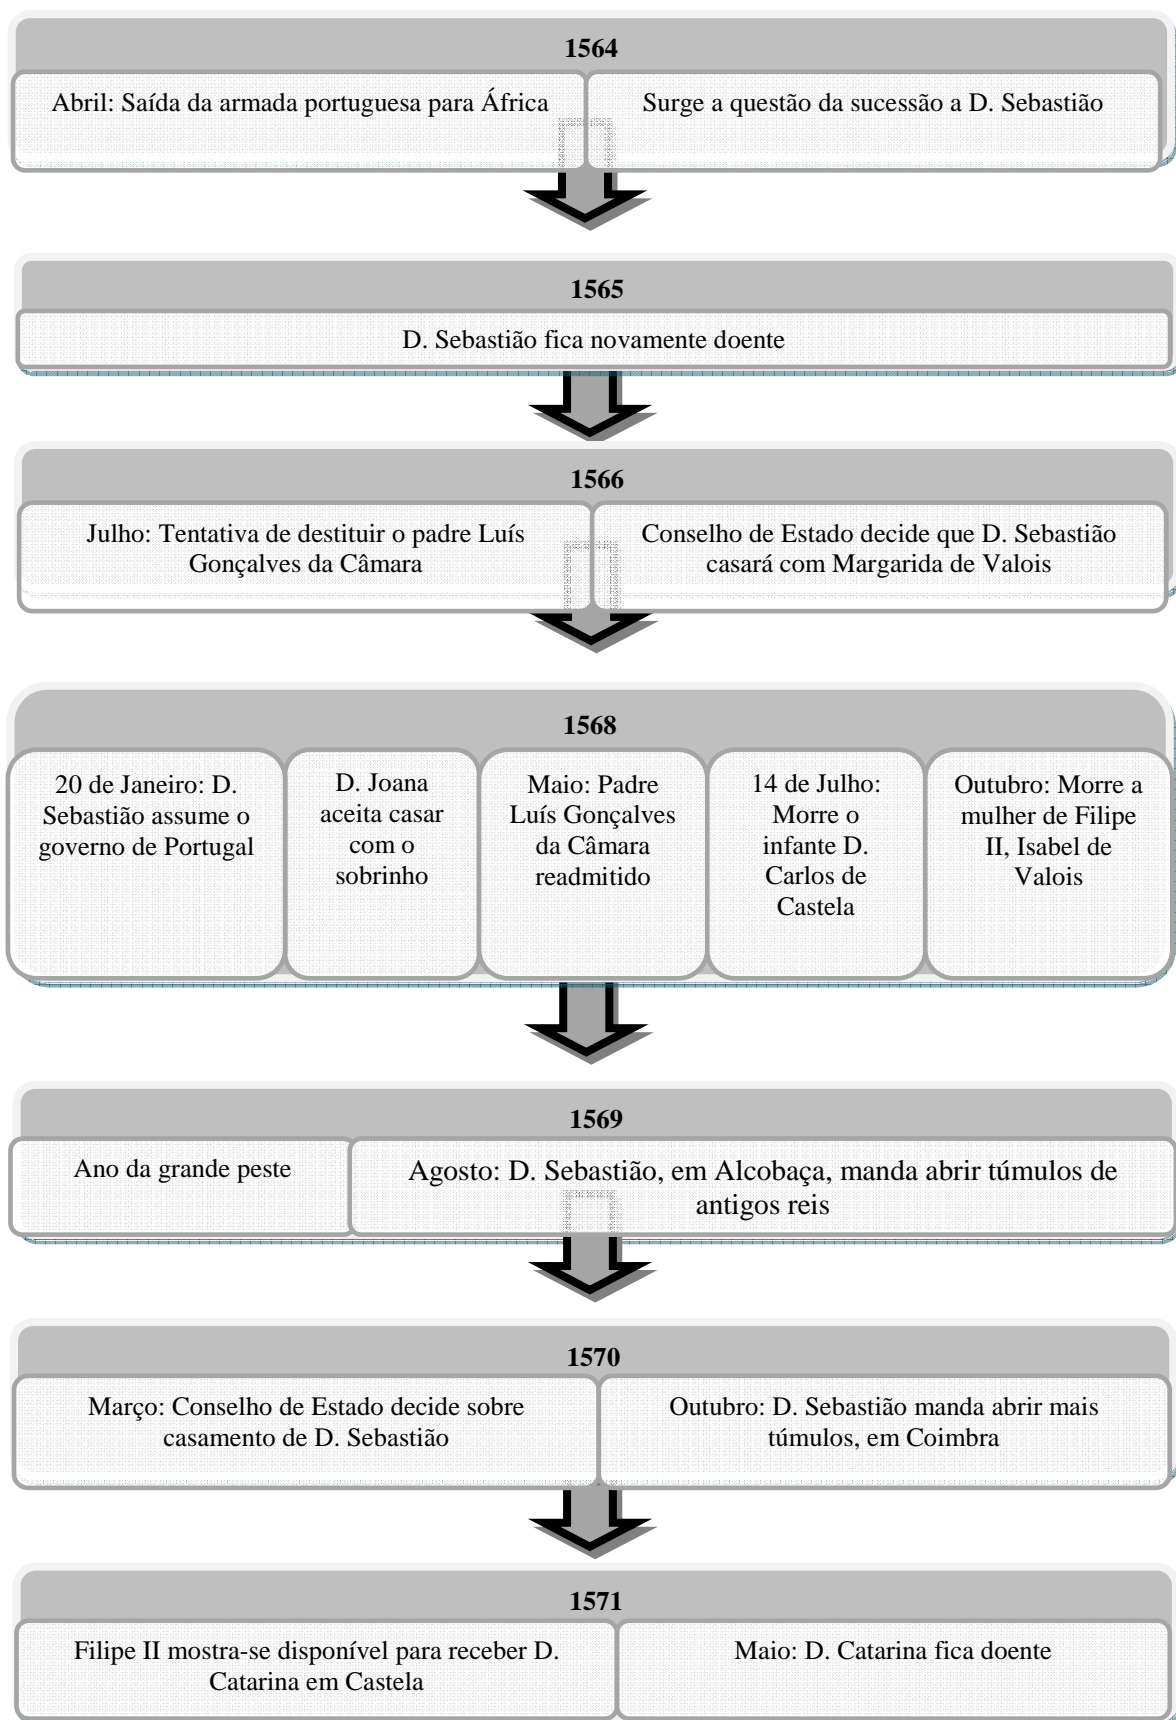 1564
Abril: Saída da armada portuguesa para África
Surge a questão da sucessão a D. Sebastião
1565
D. Sebastião fica novamente doente
1566
Julho: Tentativa de destituir o padre Luís
Gonçalves da Câmara
Conselho de Estado decide que D. Sebastião
casará com Margarida de Valois
1568
20 de Janeiro: D.
Sebastião assume o
governo de Portugal
D. Joana
aceita casar
com o
sobrinho
Maio: Padre
Luís Gonçalves
da Câmara
readmitido
14 de Julho:
Morre o
infante D.
Carlos de
Castela
Outubro: Morre a
mulher de Filipe
II, Isabel de
Valois
1569
Ano da grande peste
Agosto: D. Sebastião, em Alcobaça, manda abrir túmulos de
antigos reis
1570
Março: Conselho de Estado decide sobre
casamento de D. Sebastião
Outubro: D. Sebastião manda abrir mais
túmulos, em Coimbra
1571
Filipe II mostra-se disponível para receber D.
Catarina em Castela
Maio: D. Catarina fica doente